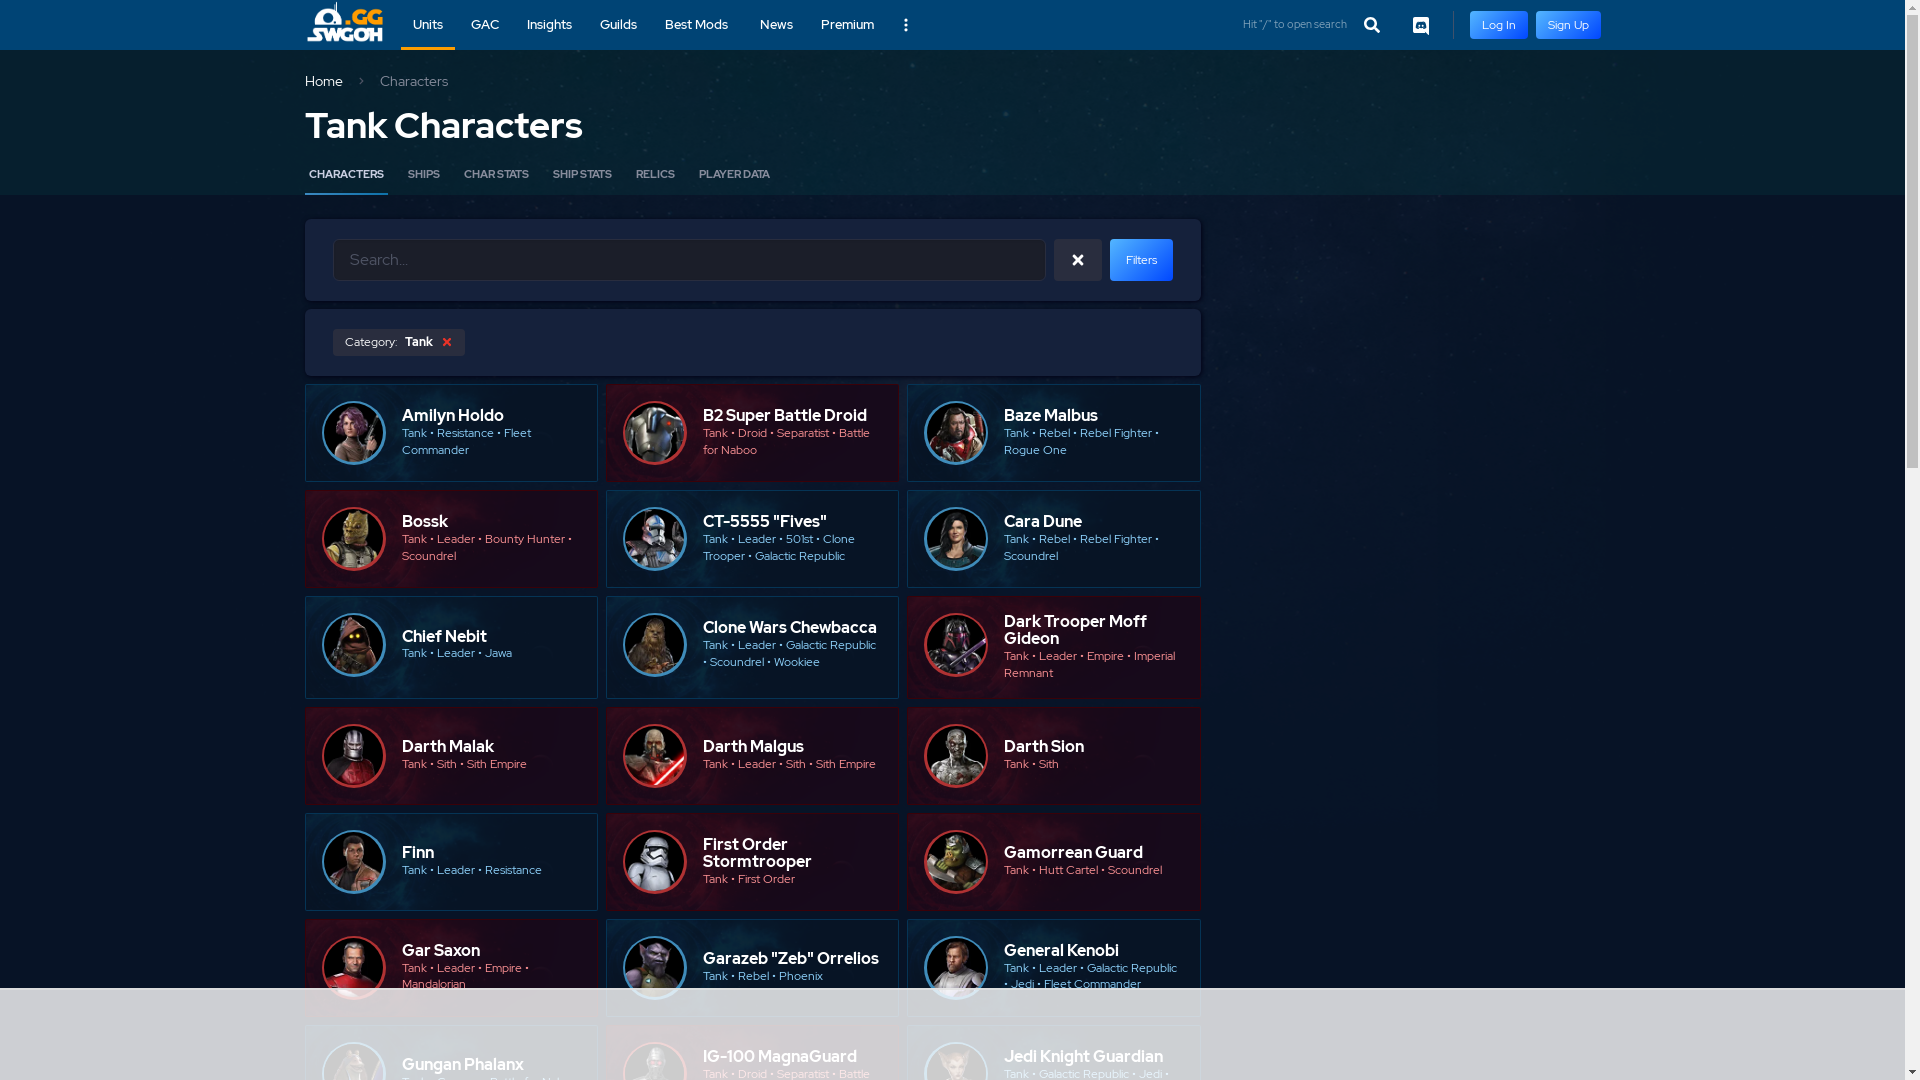 .GG
SWGOH
Units
GAC
Insights
Guilds
Best Mods
News
Premium
Hit "/" to open search
Log In
Sign Up
Home
Characters
Tank Characters
CHARACTERS
SHIPS
CHAR STATS
SHIP STATS
RELICS
PLAYER DATA
Search...
Filters
Category: Tank
Amilyn Holdo
Tank • Resistance • Fleet
Commander
B2 Super Battle Droid
Tank • Droid • Separatist • Battle
for Naboo
Baze Malbus
Tank • Rebel • Rebel Fighter •
Rogue One
Bossk
Tank • Leader • Bounty Hunter •
Scoundrel
CT-5555 "Fives"
Tank • Leader • 501st • Clone
Trooper • Galactic Republic
Cara Dune
Tank • Rebel • Rebel Fighter •
Scoundrel
Chief Nebit
Tank • Leader • Jawa
Clone Wars Chewbacca
Tank • Leader • Galactic Republic
• Scoundrel • Wookiee
Dark Trooper Moff
Gideon
Tank • Leader • Empire • Imperial
Remnant
Darth Malak
Tank • Sith • Sith Empire
Darth Malgus
Tank • Leader • Sith • Sith Empire
Darth Sion
Tank • Sith
Finn
Tank • Leader • Resistance
First Order
Stormtrooper
Tank • First Order
Gamorrean Guard
Tank • Hutt Cartel • Scoundrel
Gar Saxon
Tank • Leader • Empire •
Mandalorian
Garazeb "Zeb" Orrelios
Tank • Rebel • Phoenix
General Kenobi
Tank • Leader • Galactic Republic
• Jedi • Fleet Commander
Gungan Phalanx
IG-100 MagnaGuard
Tank • Droid • Separatist • Battle
Jedi Knight Guardian
Tank • Galactic Republic • Jedi •